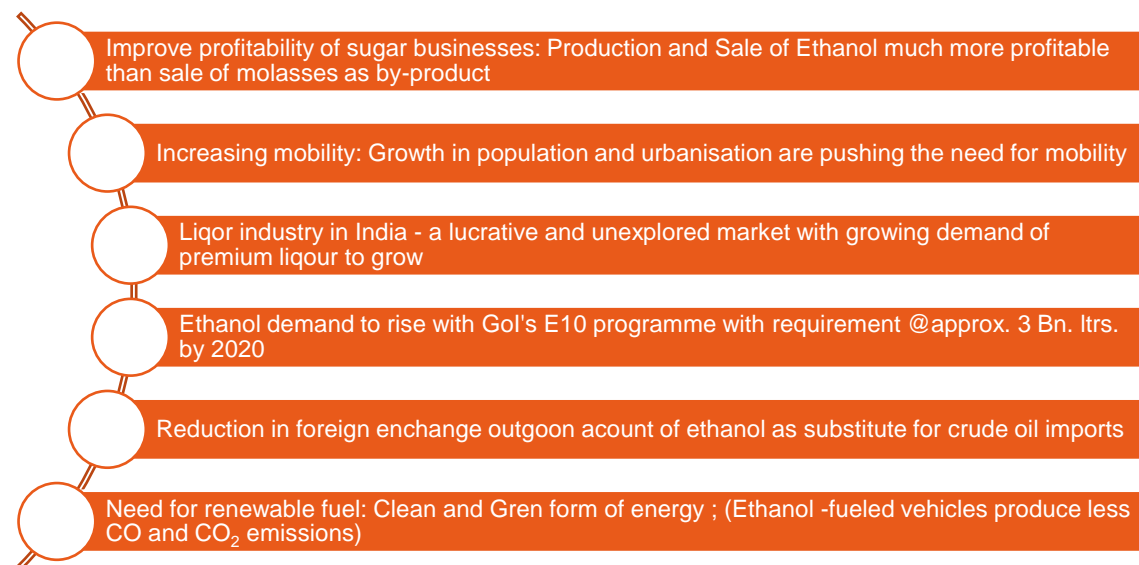 Improve profitability of sugar businesses: Production and Sale of Ethanol much more profitable
than sale of molasses as by-product
Increasing mobility: Growth in population and urbanisation are pushing the need for mobility
Liqor industry in India - a lucrative and unexplored market with growing demand of
premium liqour to grow
Ethanol demand to rise with GoI's E10 programme with requirement @approx. 3 Bn. ltrs.
by 2020
Reduction in foreign enchange outgoon acount of ethanol as substitute for crude oil imports
Need for renewable fuel: Clean and Gren form of energy ; (Ethanol -fueled vehicles produce less
CO and CO₂ emissions)